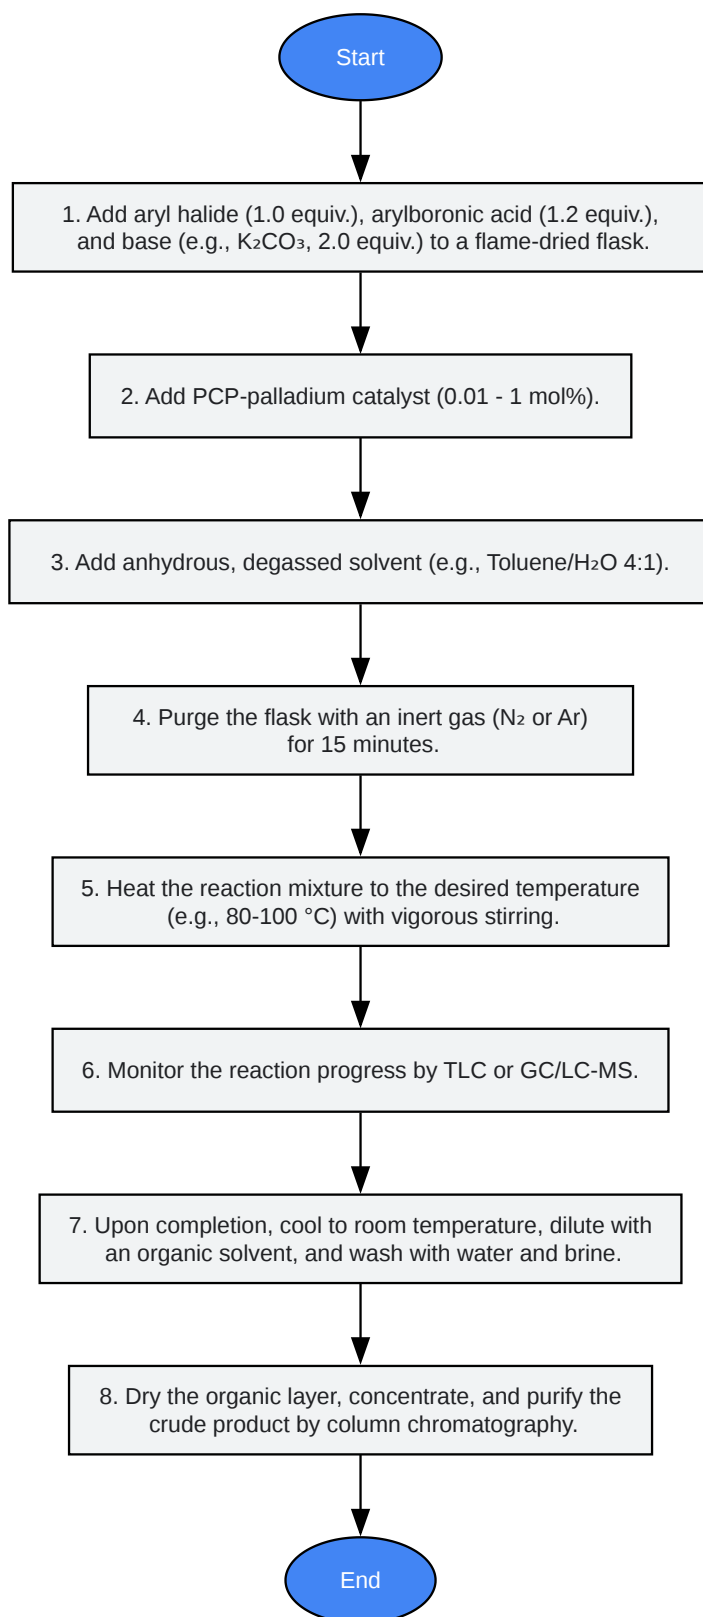 Start
1. Add aryl halide (1.0 equiv.), arylboronic acid (1.2 equiv.),
and base (e.g., K₂CO₃, 2.0 equiv.) to a flame-dried flask.
2. Add PCP-palladium catalyst (0.01 - 1 mol%).
3. Add anhydrous, degassed solvent (e.g., Toluene/H₂O 4:1).
4. Purge the flask with an inert gas (N₂ or Ar)
for 15 minutes.
5. Heat the reaction mixture to the desired temperature
(e.g., 80-100 °C) with vigorous stirring.
6. Monitor the reaction progress by TLC or GC/LC-MS.
7. Upon completion, cool to room temperature, dilute with
an organic solvent, and wash with water and brine.
8. Dry the organic layer, concentrate, and purify the
crude product by column chromatography.
End